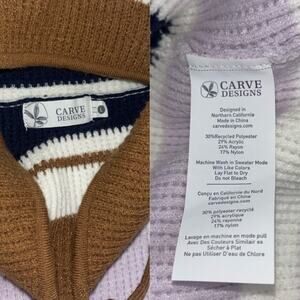 CARVE
DESIGNS
L
CARVE
DESIGNS
Designed in
Northern California
Made in China
carvedesigns.com
30%Recycled Polyester
29% Acrylic
24% Rayon
17% Nylon
Machine Wash in Sweater Mode
With Like Colors
Lay Flat to Dry
Do not Bleach
Conçu en Californie du Nord
Fabriqué en Chine
carvedesigns.com
30% polyester recyclé
29% acrylique
24% rayonne
17% nylon
Lavage en machine en mode pull
Avec Des Couleurs Similair es
Sécher à Plat
Ne pas Utiliser d'Eau de Chlore